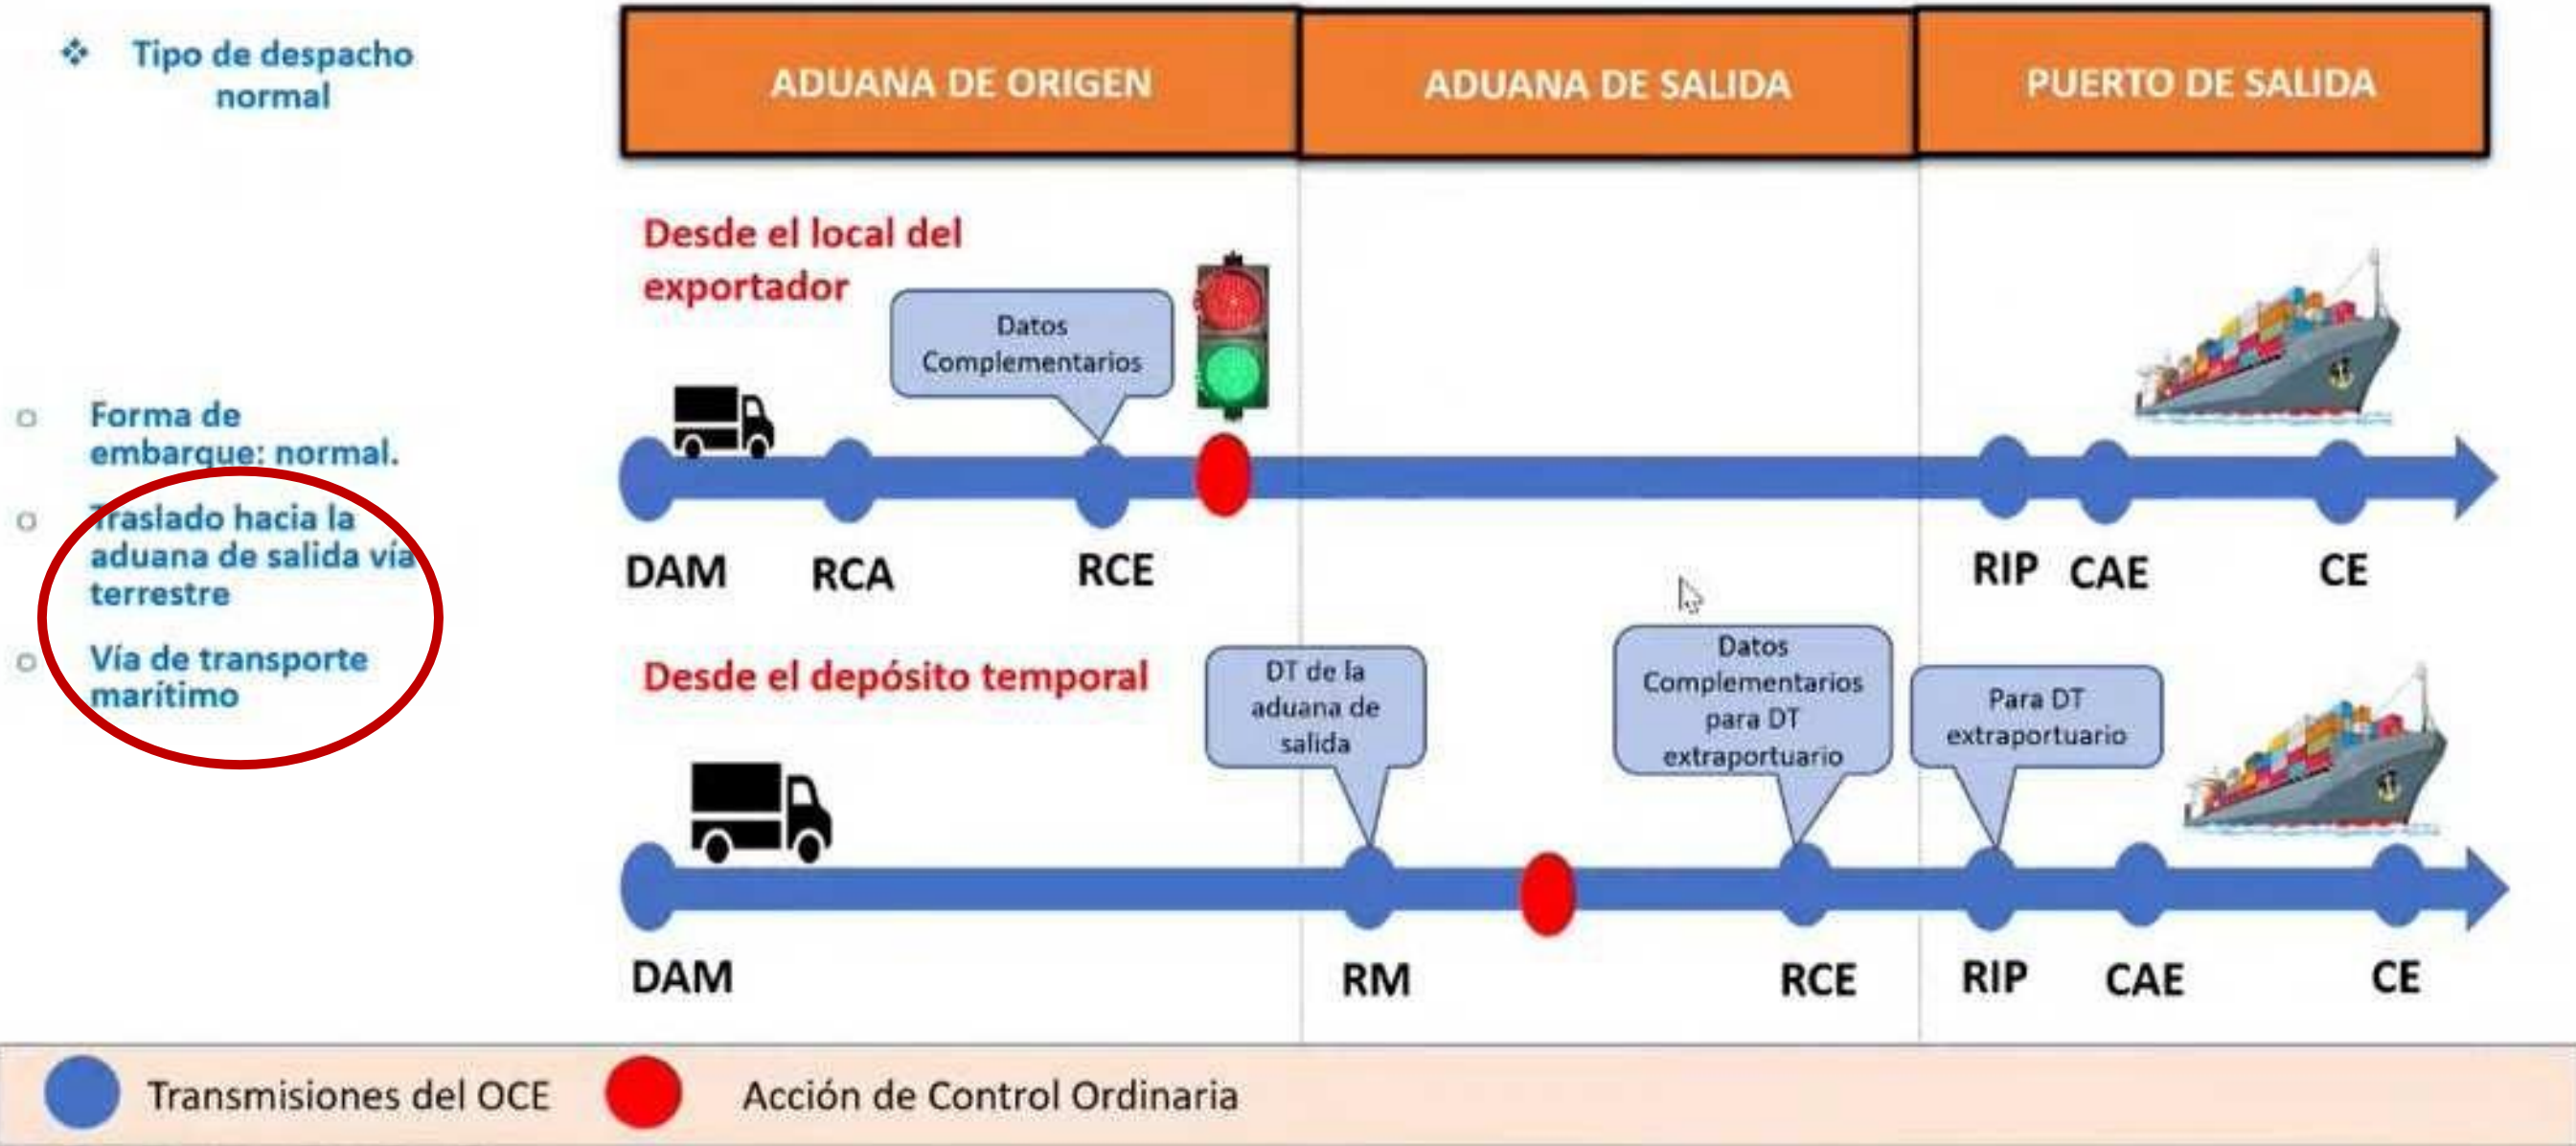 Tipo de despacho
normal
ADUANA DE ORIGEN
ADUANA DE SALIDA
PUERTO DE SALIDA
Desde el local del
exportador
Datos
Complementarios
Forma de
embarque: normal.
Traslado hacia la
aduana de salida vía
terrestre
Vía de transporte
marítimo
DAM
RCA
RCE
RIP
CAE
CE
Desde el depósito temporal
DT de la
aduana de
salida
Datos
Complementarios
para DT
extraportuario
Para DT
extraportuario
DAM
RM
RCE
RIP
CAE
CE
Transmisiones del OCE
Acción de Control Ordinaria